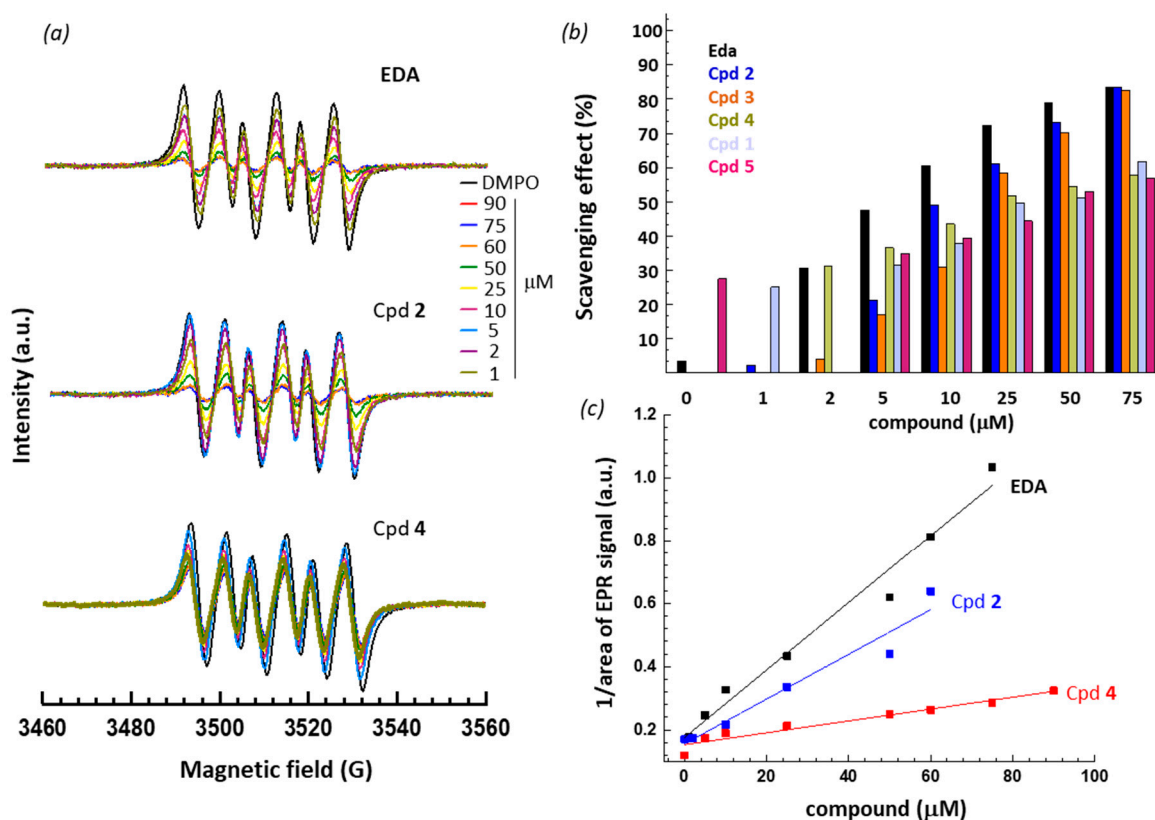 (a)
EDA
DMPO
90
75
60
50
25
10
5
2
1
μM
Cpd 2
Cpd 4
Intensity (a.u.)
3460 3480 3500 3520 3540 3560
Magnetic field (G)
(b)
Eda
Cpd 2
Cpd 3
Cpd 4
Cpd 1
Cpd 5
Scavenging effect (%)
100
90
80
70
60
50
40
30
20
10
0 1 2 5 10 25 50 75
compound (μM)
(c)
1/area of EPR signal (a.u.)
1.2
1.0
0.8
0.6
0.4
0.2
EDA
Cpd 2
Cpd 4
0 20 40 60 80 100
compound (μM)